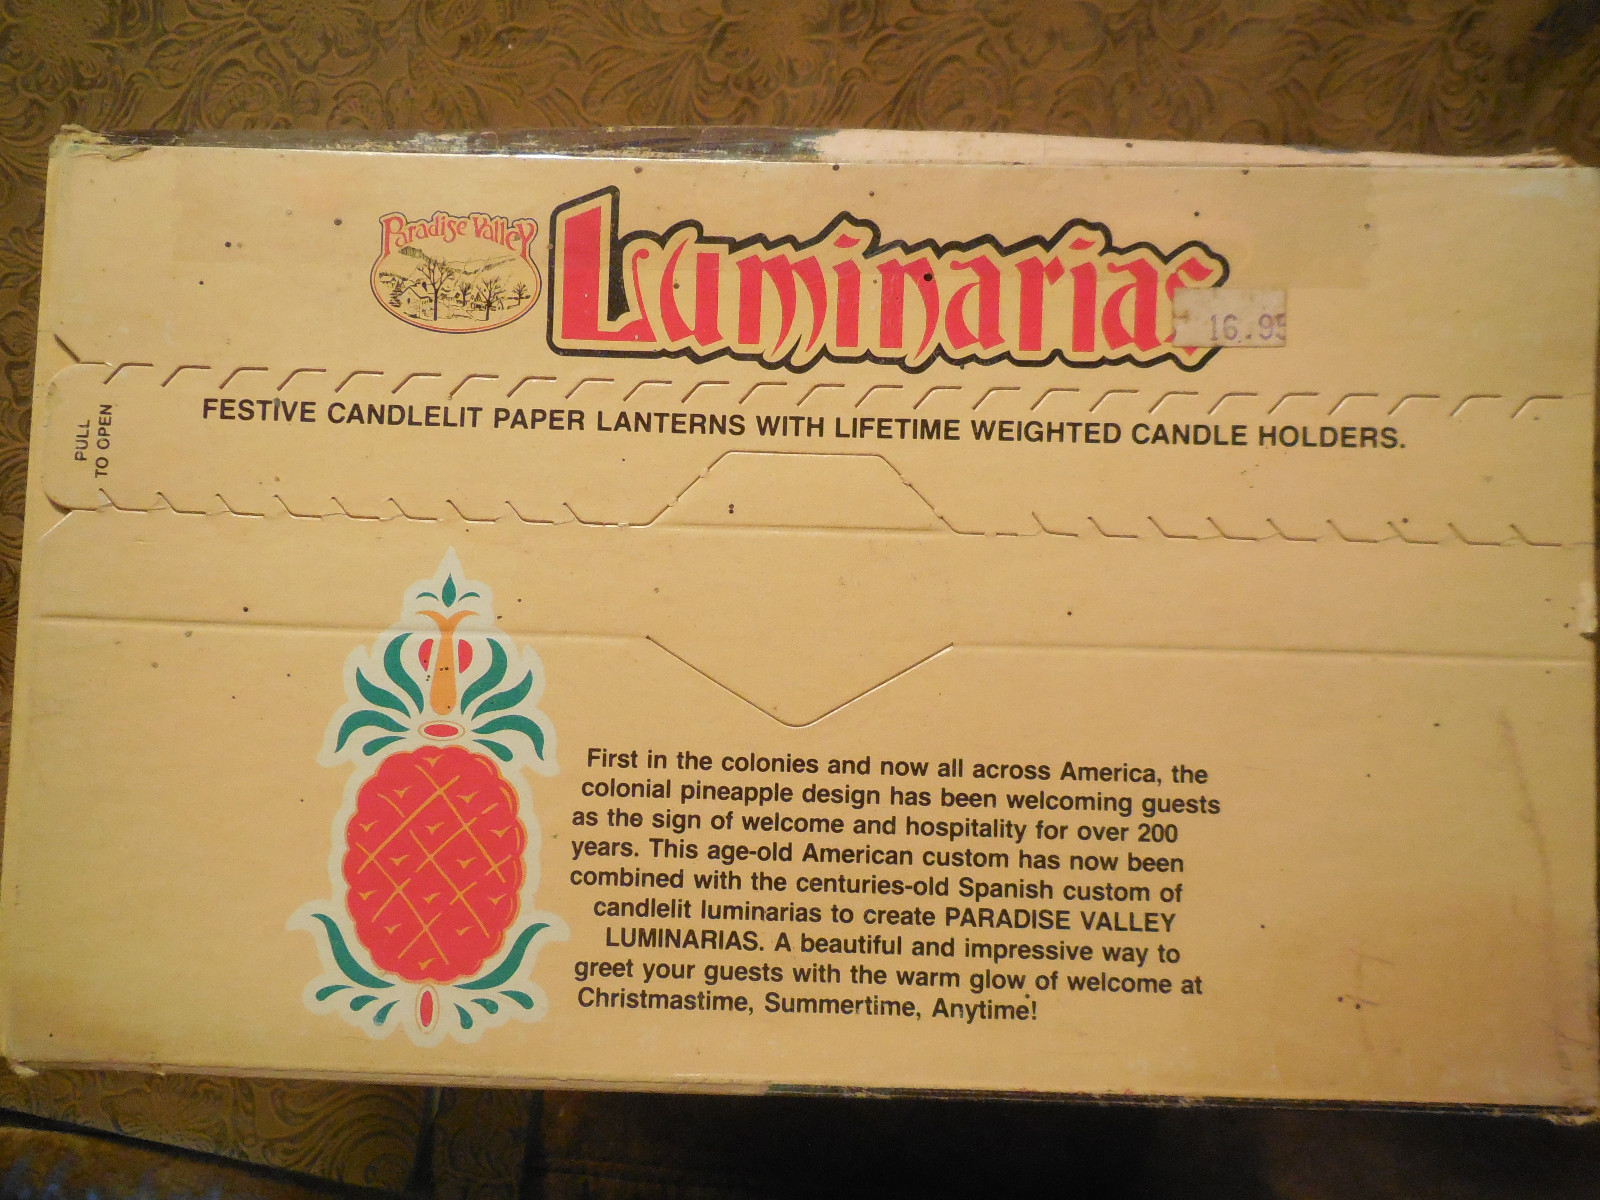 Paradise Valley
Luminarias
16.95
PULL
TO OPEN
FESTIVE CANDLELIT PAPER LANTERNS WITH LIFETIME WEIGHTED CANDLE HOLDERS.
First in the colonies and now all across America, the
colonial pineapple design has been welcoming guests
as the sign of welcome and hospitality for over 200
years. This age-old American custom has now been
combined with the centuries-old Spanish custom of
candlelit luminarias to create PARADISE VALLEY
LUMINARIAS. A beautiful and impressive way to
greet your guests with the warm glow of welcome at
Christmastime, Summertime, Anytime!